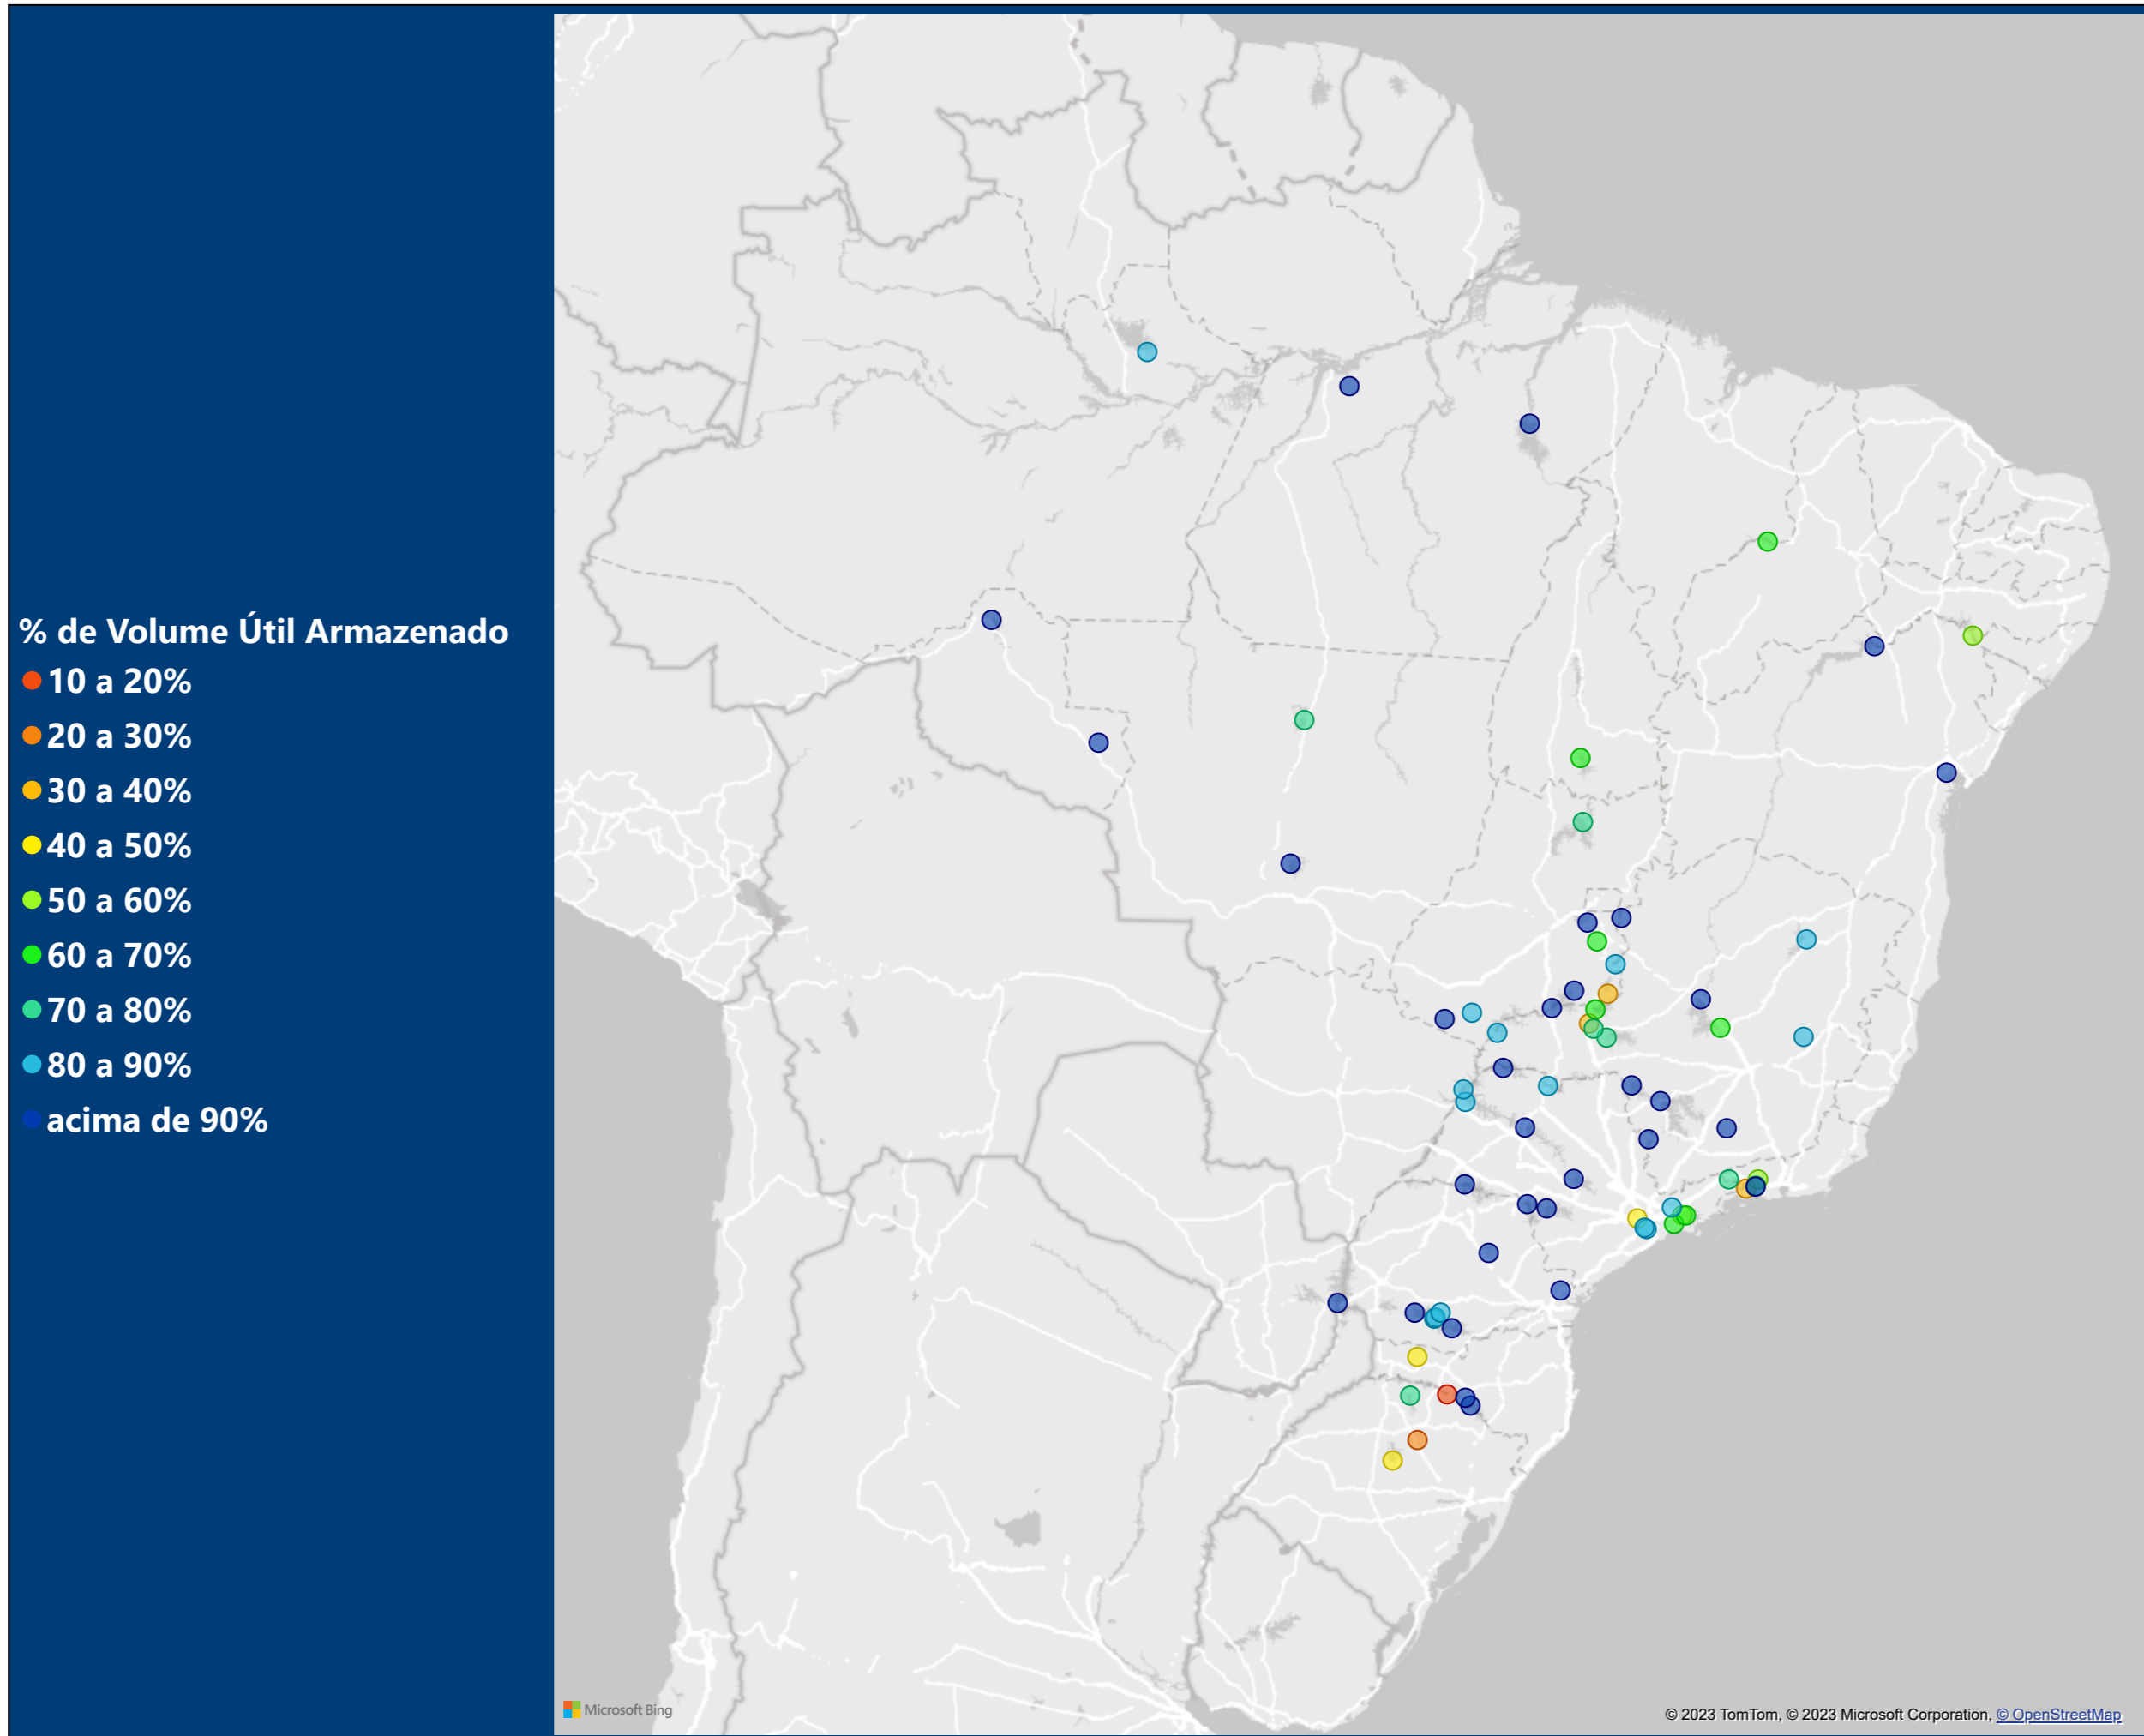 % de Volume Útil Armazenado
10 a 20%
20 a 30%
30 a 40%
40 a 50%
50 a 60%
60 a 70%
70 a 80%
80 a 90%
acima de 90%
Microsoft Bing
© 2023 TomTom, © 2023 Microsoft Corporation, © OpenStreetMap